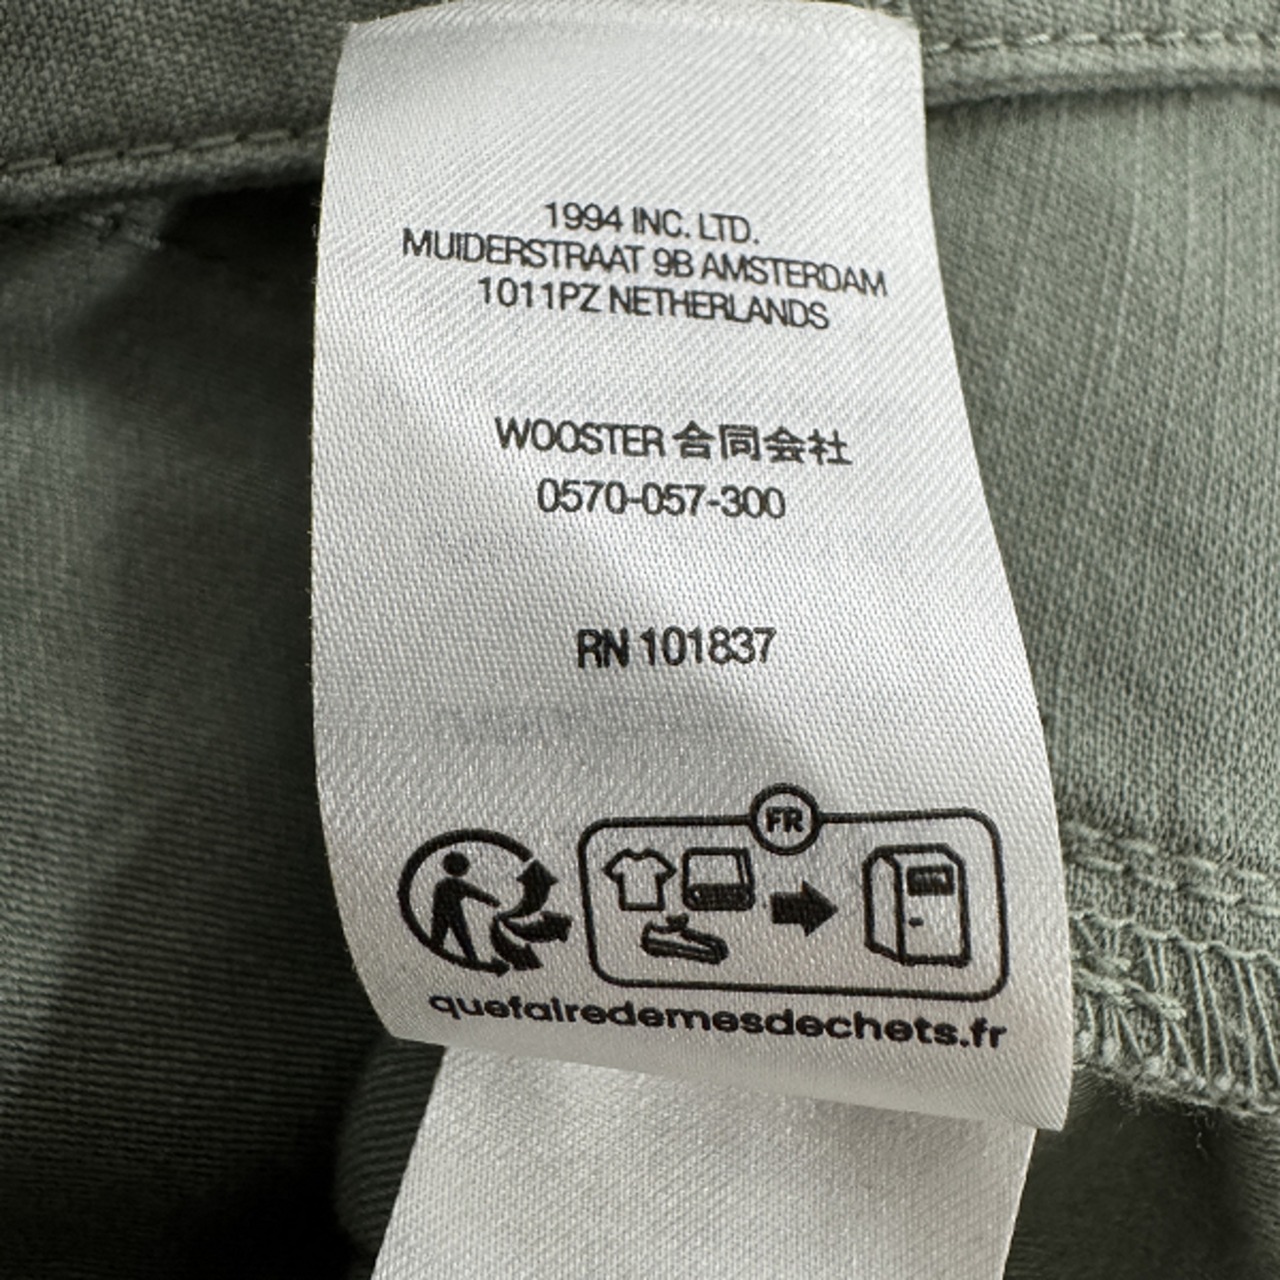 1994 INC. LTD.
MUIDERSTRAAT 9B AMSTERDAM
1011PZ NETHERLANDS
WOOSTER 合同会社
0570-057-300
RN 101837
FR
quefairedemesdechets.fr